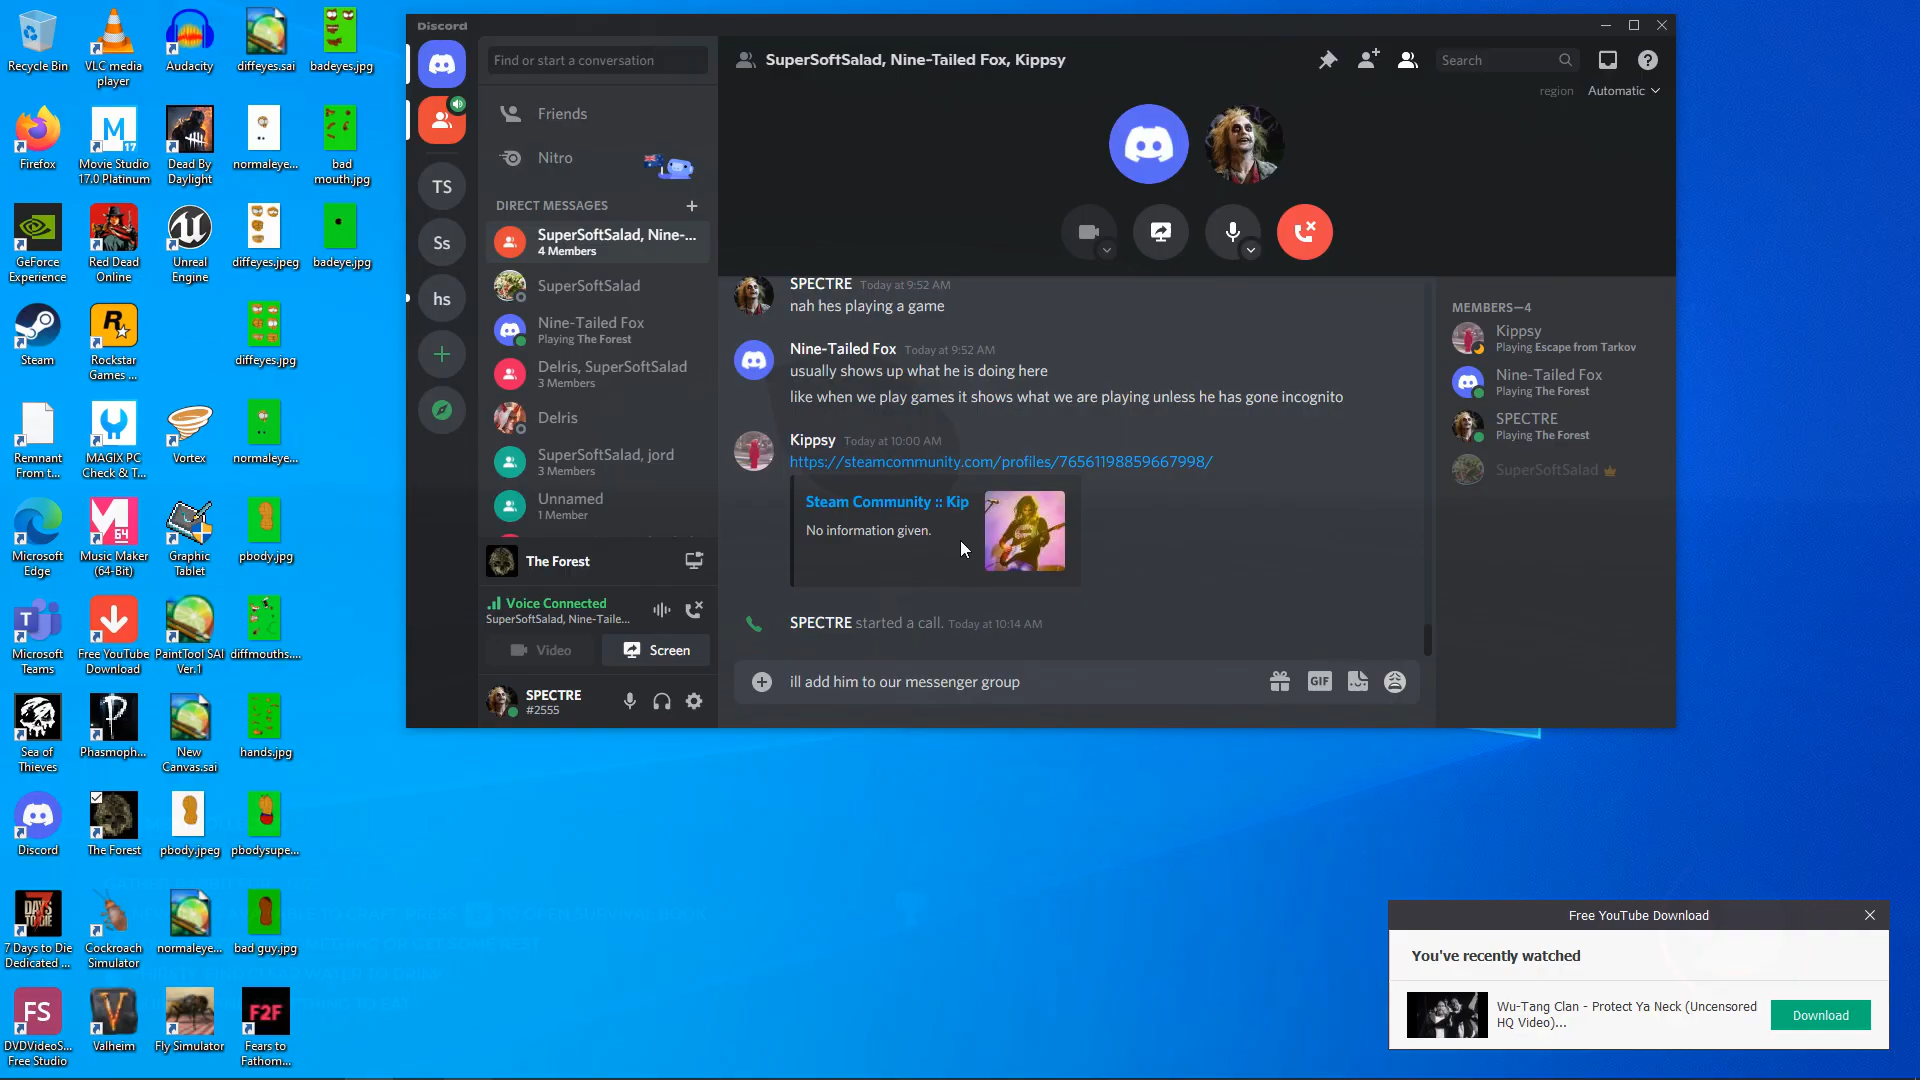 Recycle Bin
VLC media
player
Audacity
diffeyes.sai
badeyes.jpg
Firefox
Movie Studio
17.0 Platinum
Dead By
Daylight
normaleye...
bad
mouth.jpg
GeForce
Experience
Red Dead
Online
Unreal
Engine
diffeyes.jpeg
badeye.jpg
Steam
Rockstar
Games ...
diffeyes.jpg
Remnant
From t...
MAGIX PC
Check & T...
Vortex
normaleye...
Microsoft
Edge
Music Maker
(64-Bit)
Graphic
Tablet
pbody.jpg
Microsoft
Teams
Free YouTube
Download
PaintTool SAI
Ver.1
diffmouths....
Sea of
Thieves
Phasmoph...
New
Canvas.sai
hands.jpg
Discord
The Forest
pbody.jpeg
pbodysupe...
7 Days to Die
Dedicated ...
Cockroach
Simulator
normaleye...
bad guy.jpg
DVDVideoS...
Free Studio
Valheim
Fly Simulator
Fears to
Fathom...
Discord
TS
Ss
hs
Find or start a conversation
Friends
Nitro
DIRECT MESSAGES
SuperSoftSalad, Nine-...
4 Members
SuperSoftSalad
Nine-Tailed Fox
Playing The Forest
Delris, SuperSoftSalad
3 Members
Delris
SuperSoftSalad, jord
3 Members
Unnamed
1 Member
The Forest
Voice Connected
SuperSoftSalad, Nine-Taile...
Video
Screen
SPECTRE
#2555
SuperSoftSalad, Nine-Tailed Fox, Kippsy
Search
region Automatic
SPECTRE Today at 9:52 AM
nah hes playing a game
Nine-Tailed Fox Today at 9:52 AM
usually shows up what he is doing here
like when we play games it shows what we are playing unless he has gone incognito
Kippsy Today at 10:00 AM
https://steamcommunity.com/profiles/76561198859667998/
Steam Community :: Kip
No information given.
SPECTRE started a call. Today at 10:14 AM
ill add him to our messenger group
GIF
MEMBERS—4
Kippsy
Playing Escape from Tarkov
Nine-Tailed Fox
Playing The Forest
SPECTRE
Playing The Forest
SuperSoftSalad
Free YouTube Download
You've recently watched
Wu-Tang Clan - Protect Ya Neck (Uncensored
HQ Video)...
Download